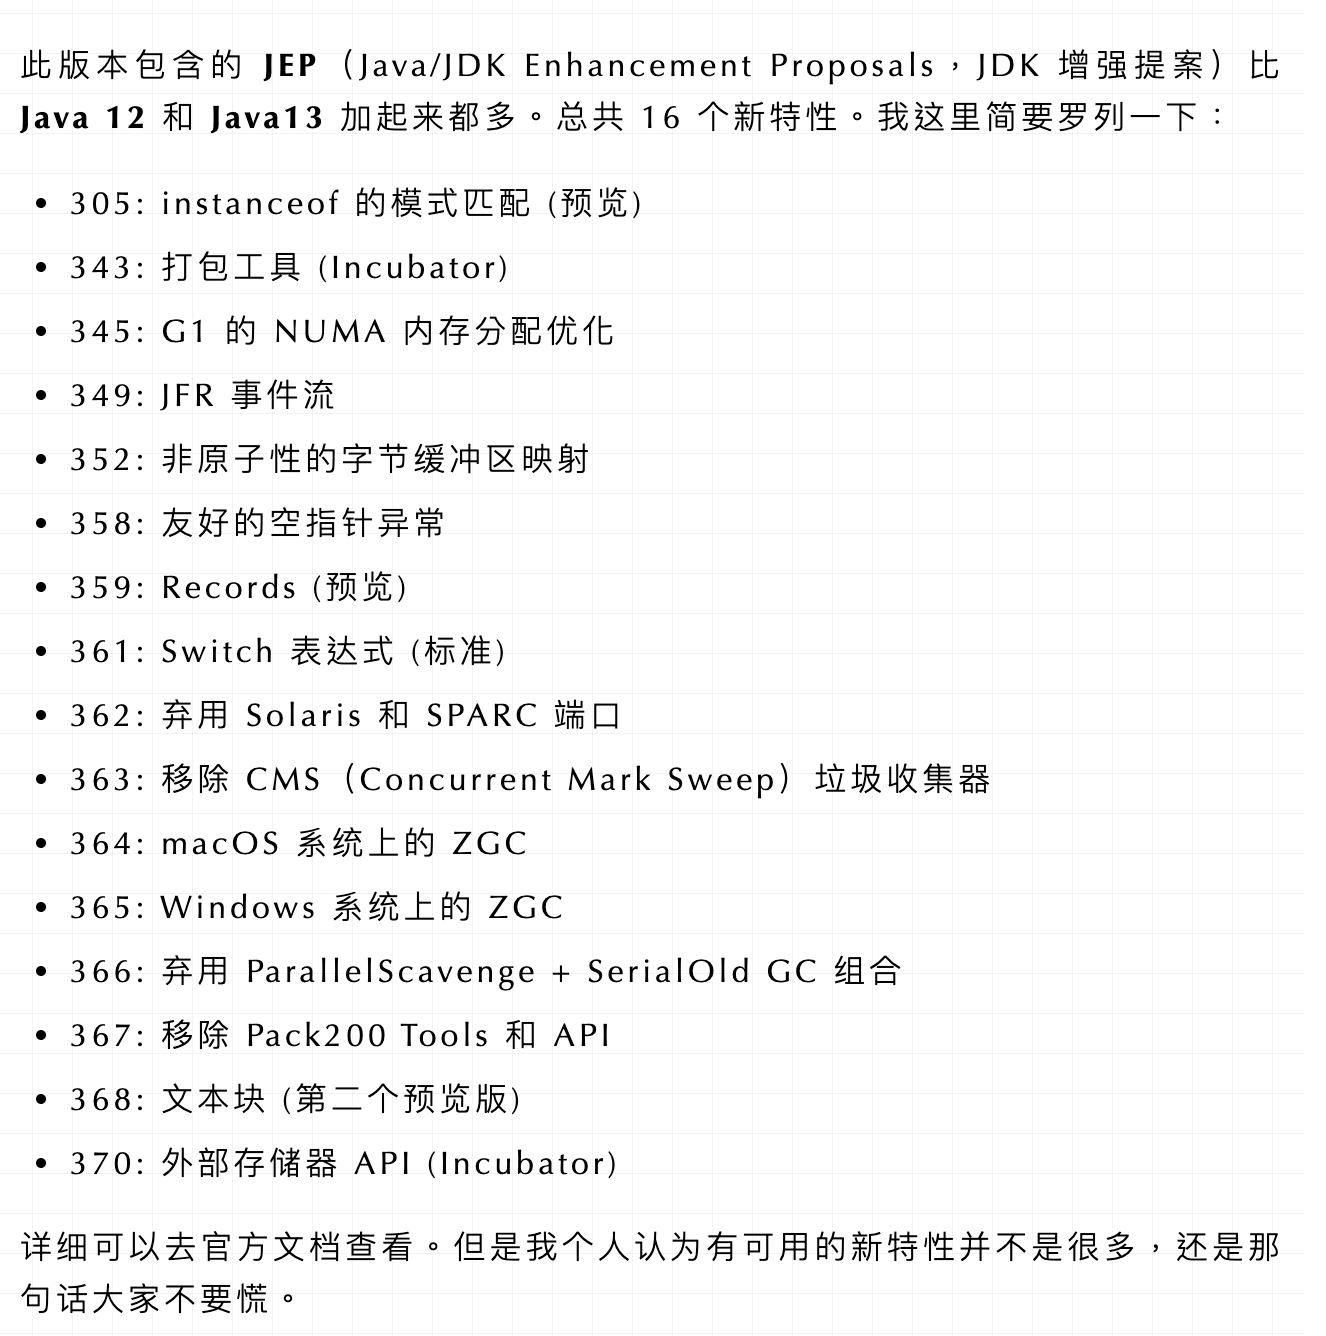 此版本包含的 JEP（Java/JDK Enhancement Proposals，JDK 增强提案）比
Java 12 和 Java13 加起来都多。总共 16 个新特性。我这里简要罗列一下：
• 305: instanceof 的模式匹配 (预览)
• 343: 打包工具 (Incubator)
• 345: G1 的 NUMA 内存分配优化
• 349: JFR 事件流
• 352: 非原子性的字节缓冲区映射
• 358: 友好的空指针异常
• 359: Records (预览)
• 361: Switch 表达式 (标准)
• 362: 弃用 Solaris 和 SPARC 端口
• 363: 移除 CMS（Concurrent Mark Sweep）垃圾收集器
• 364: macOS 系统上的 ZGC
• 365: Windows 系统上的 ZGC
• 366: 弃用 ParallelScavenge + SerialOld GC 组合
• 367: 移除 Pack200 Tools 和 API
• 368: 文本块 (第二个预览版)
• 370: 外部存储器 API (Incubator)
详细可以去官方文档查看。但是我个人认为有可用的新特性并不是很多，还是那
句话大家不要慌。